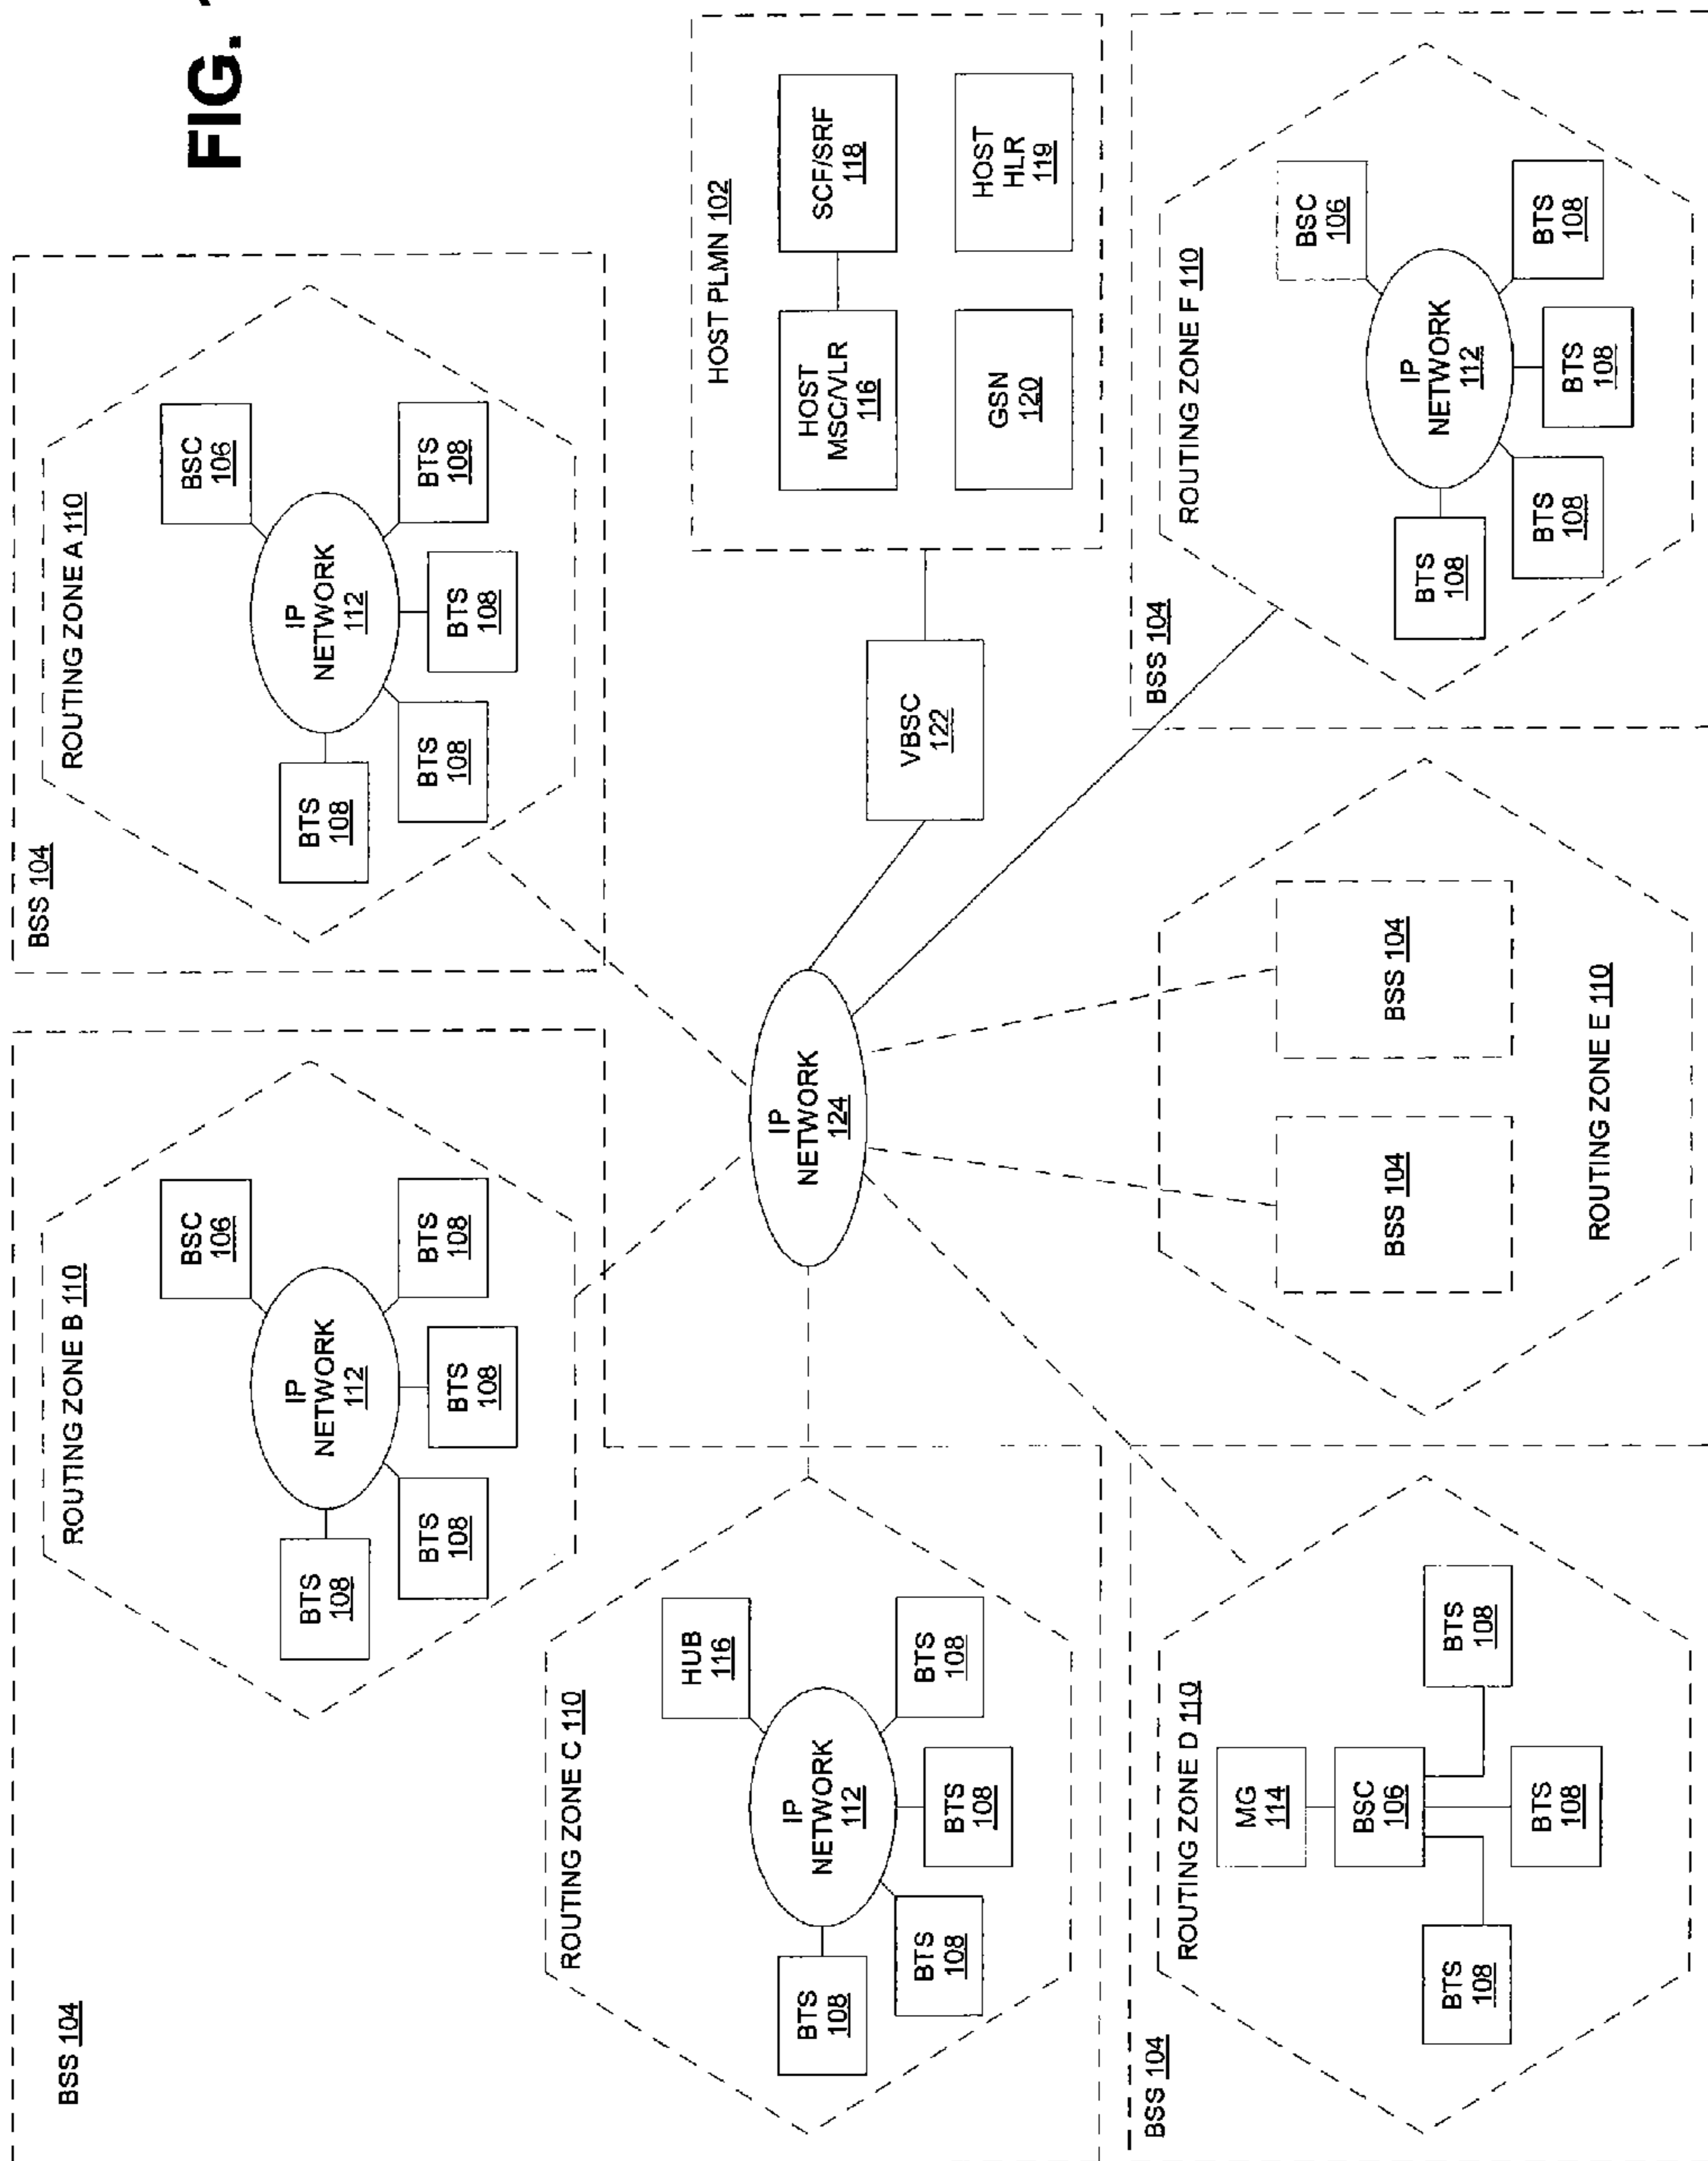 FIG.
BSS 104
ROUTING ZONE B 110
BSC
106
IP
NETWORK
112
BTS
108
BTS
108
BTS
108
BTS
108
BSS 104
ROUTING ZONE A 110
BSC
106
IP
NETWORK
112
BTS
108
BTS
108
BTS
108
BTS
108
ROUTING ZONE C 110
HUB
116
IP
NETWORK
112
BTS
108
BTS
108
BTS
108
BTS
108
IP
NETWORK
124
VBSC
122
HOST PLMN 102
HOST
MSC/VLR
116
SCF/SRF
118
GSN
120
HOST
HLR
119
BSS 104
ROUTING ZONE D 110
MG
114
BSC
106
BTS
108
BTS
108
BTS
108
BSS 104
BSS 104
ROUTING ZONE E 110
BSS 104
ROUTING ZONE F 110
BSC
106
IP
NETWORK
112
BTS
108
BTS
108
BTS
108
BTS
108